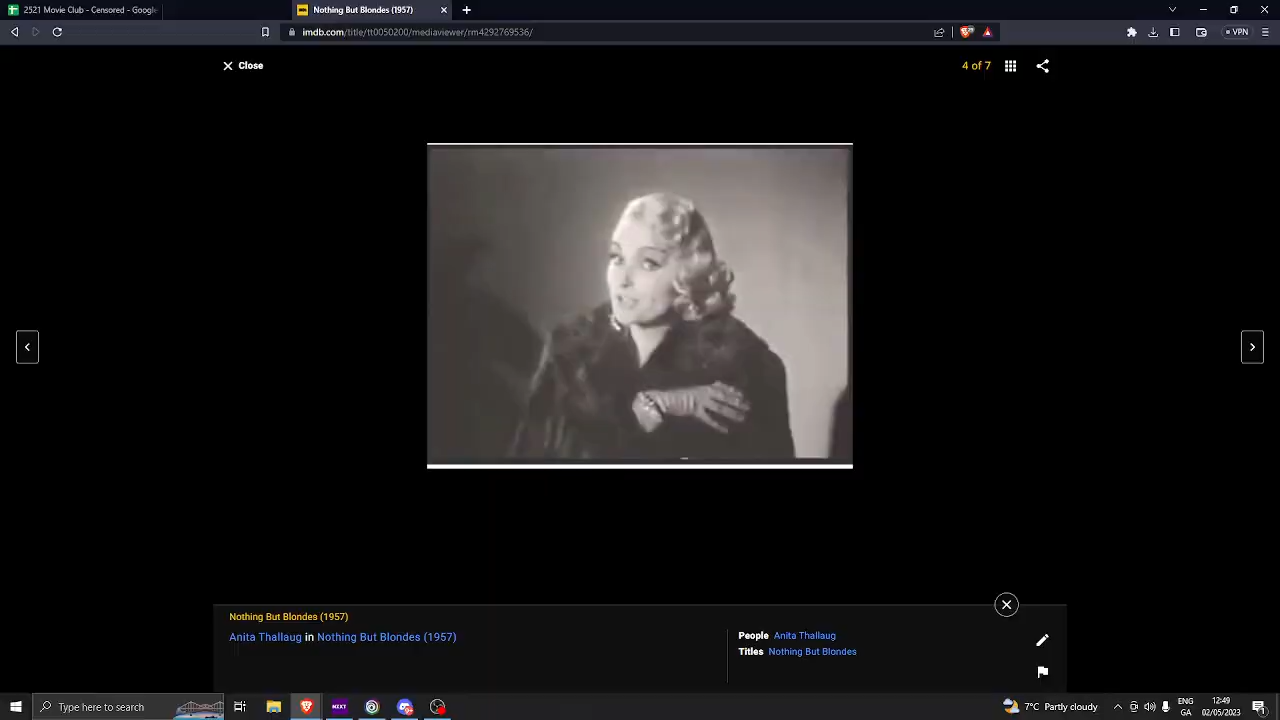 2521 Movie Club - Censored - Google
Nothing But Blondes (1957)
imdb.com/title/tt0050200/mediaviewer/rm4292769536/
VPN
Close
4 of 7
Nothing But Blondes (1957)
Anita Thallaug in Nothing But Blondes (1957)
People Anita Thallaug
Titles Nothing But Blondes
Type here to search
NEXT
7°C Partly cloudy
ENG
GA
12:49
02/05/2023